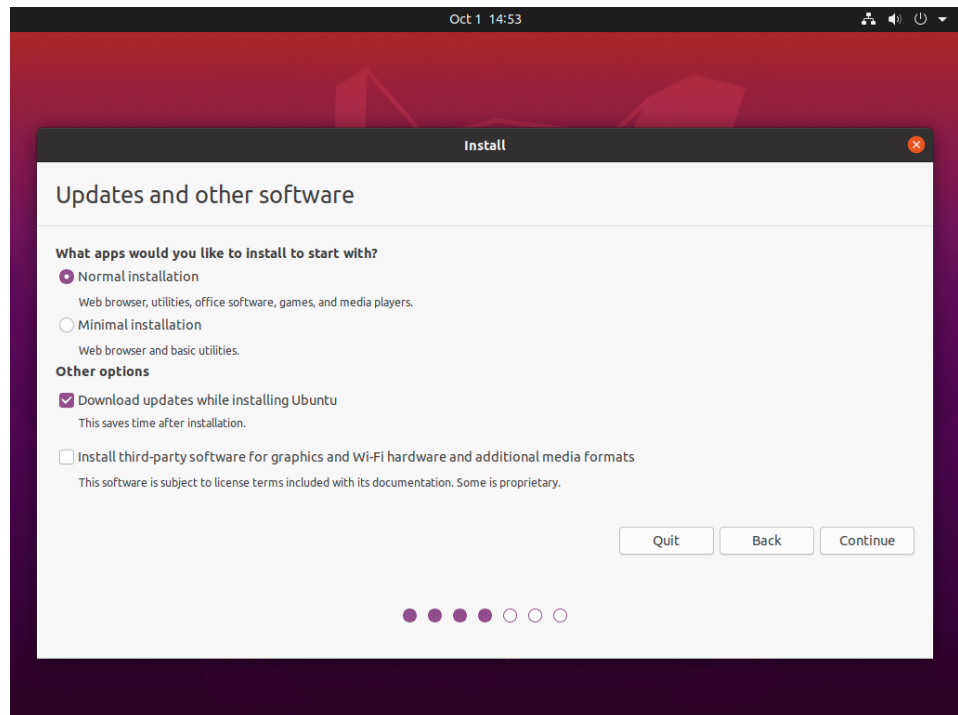 Oct 1 14:53
Install
Updates and other software
What apps would you like to install to start with?
Normal installation
Web browser, utilities, office software, games, and media players.
Minimal installation
Web browser and basic utilities.
Other options
Download updates while installing Ubuntu
This saves time after installation.
Install third-party software for graphics and Wi-Fi hardware and additional media formats
This software is subject to license terms included with its documentation. Some is proprietary.
Quit Back Continue